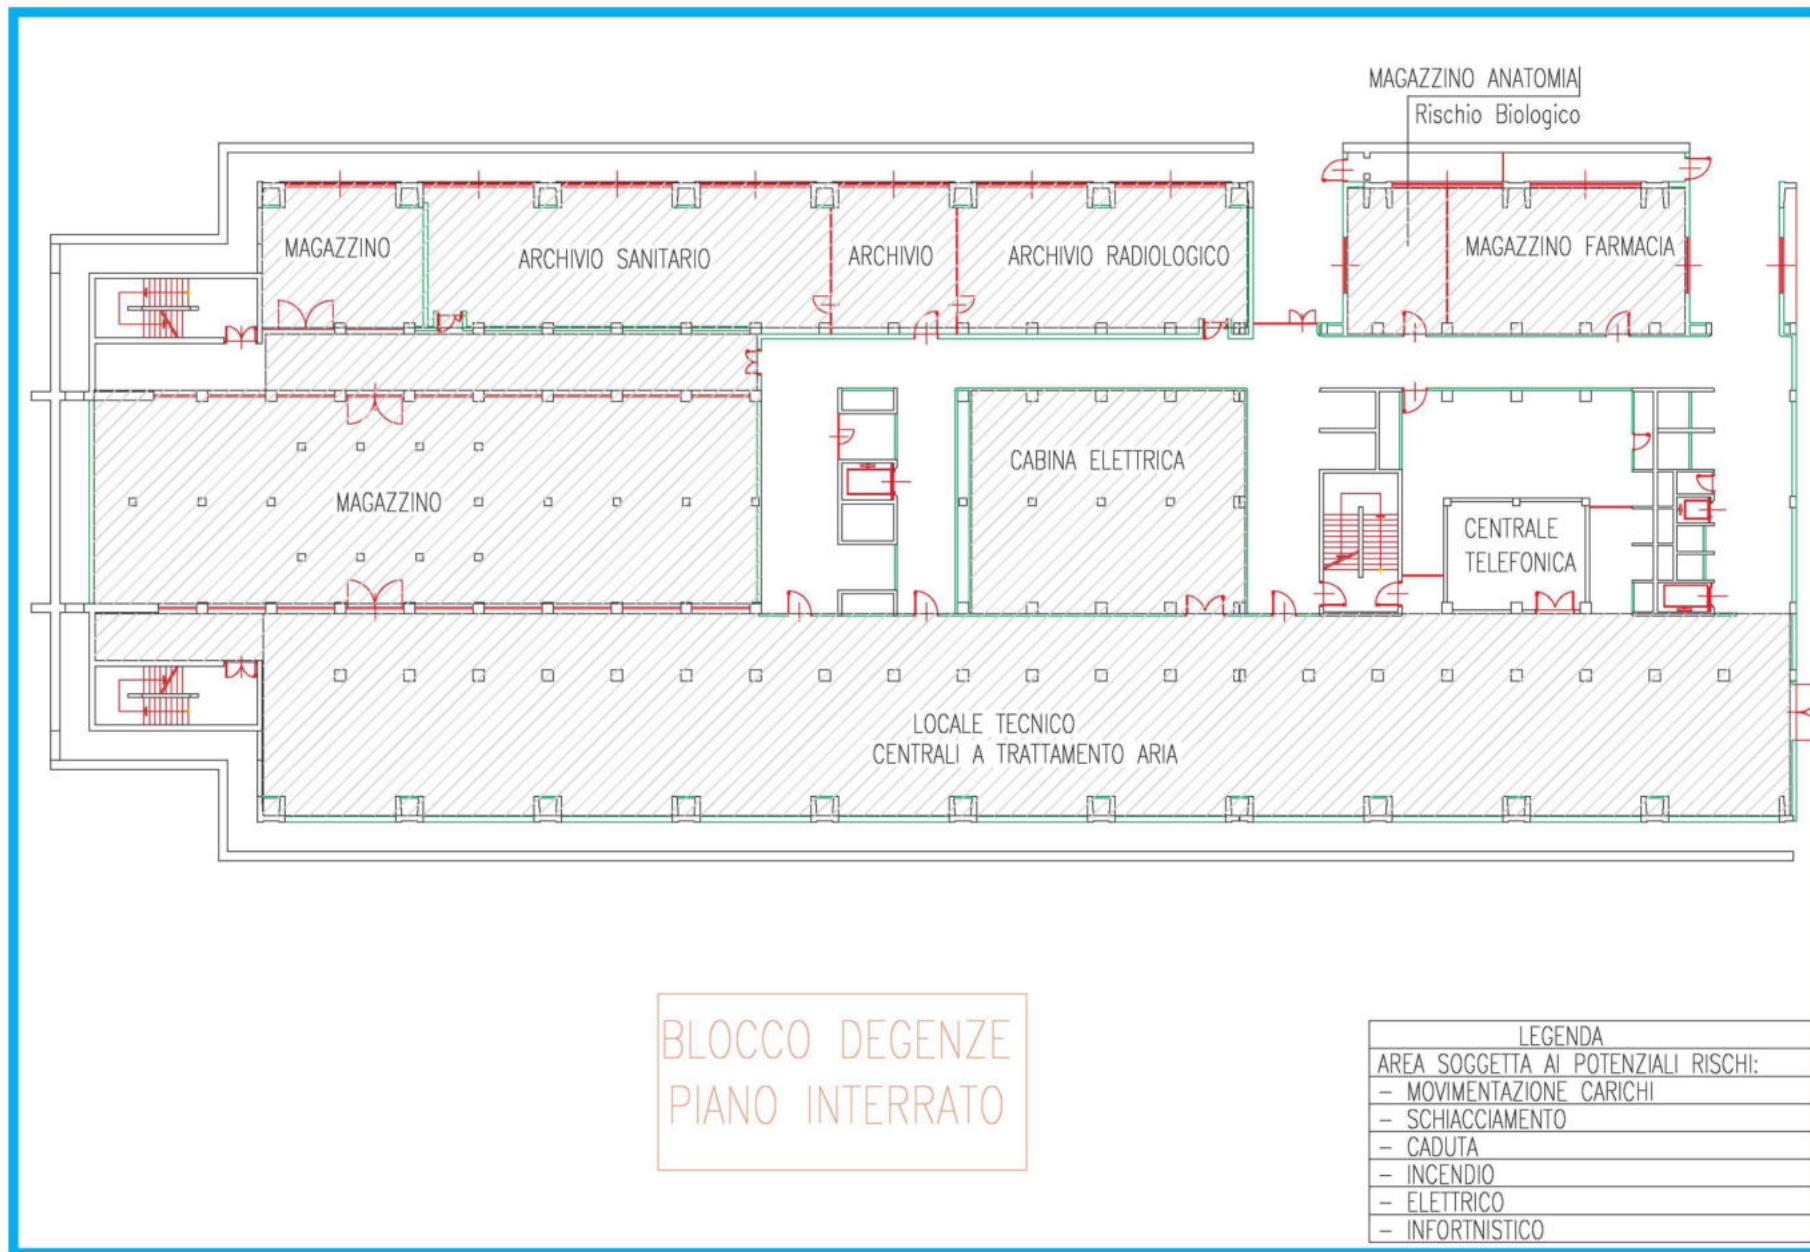 MAGAZZINO ANATOMIA
Rischio Biologico
MAGAZZINO
ARCHIVIO SANITARIO
ARCHIVIO
ARCHIVIO RADIOLOGICO
MAGAZZINO FARMACIA
MAGAZZINO
CABINA ELETTRICA
CENTRALE
TELEFONICA
LOCALE TECNICO
CENTRALI A TRATTAMENTO ARIA
BLOCCO DEGENZE
PIANO INTERRATO
LEGENDA
AREA SOGGETTA AI POTENZIALI RISCHI:
– MOVIMENTAZIONE CARICHI
– SCHIACCIAMENTO
– CADUTA
– INCENDIO
– ELETTRICO
– INFORTNISTICO